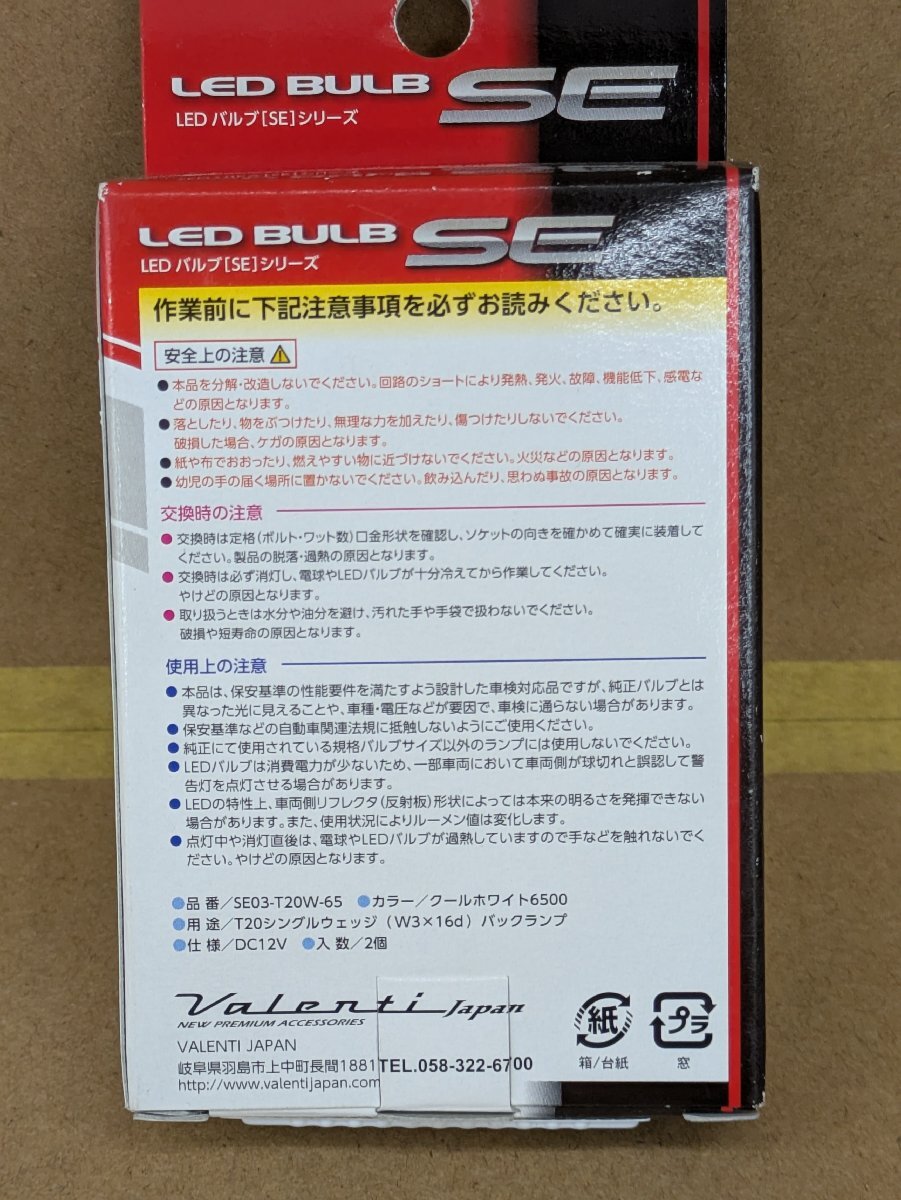 LED BULB SE
LED バルブ[SE]シリーズ
LED BULB SE
LED バルブ[SE]シリーズ
作業前に下記注意事項を必ずお読みください。
安全上の注意
●本品を分解・改造しないでください。回路のショートにより発熱、発火、故障、機能低下、感電な
どの原因となります。
●落としたり、物をぶつけたり、無理な力を加えたり、傷つけたりしないでください。
破損した場合、ケガの原因となります。
●紙や布でおおったり、燃えやすい物に近づけないでください。火災などの原因となります。
●幼児の手の届く場所に置かないでください。飲み込んだり、思わぬ事故の原因となります。
交換時の注意
●交換時は定格(ボルト・ワット数)口金形状を確認し、ソケットの向きを確かめて確実に装着して
ください。製品の脱落・過熱の原因となります。
●交換時は必ず消灯し、電球やLEDバルブが十分冷えてから作業してください。
やけどの原因となります。
●取り扱うときは水分や油分を避け、汚れた手や手袋で扱わないでください。
破損や短寿命の原因となります。
使用上の注意
●本品は、保安基準の性能要件を満たすよう設計した車検対応品ですが、純正バルブとは
異なった光に見えることや、車種・電圧などが要因で、車検に通らない場合があります。
●保安基準などの自動車関連法規に抵触しないようにご使用ください。
●純正にて使用されている規格バルブサイズ以外のランプには使用しないでください。
●LEDバルブは消費電力が少ないため、一部車両において車両側が球切れと誤認して警
告灯を点灯させる場合があります。
●LEDの特性上、車両側リフレクタ(反射板)形状によっては本来の明るさを発揮できない
場合があります。また、使用状況によりルーメン値は変化します。
●点灯中や消灯直後は、電球やLEDバルブが過熱していますので手などを触れないでく
ださい。やけどの原因となります。
●品 番/SE03-T20W-65 ●カラー/クールホワイト6500
●用 途/T20シングルウェッジ(W3×16d)バックランプ
●仕 様/DC12V ●入 数/2個
Valenti Japan
NEW PREMIUM ACCESSORIES
VALENTI JAPAN
岐阜県羽島市上中町長間1881 TEL.058-322-6700
http://www.valentijapan.com
紙
箱/台紙
プラ
窓